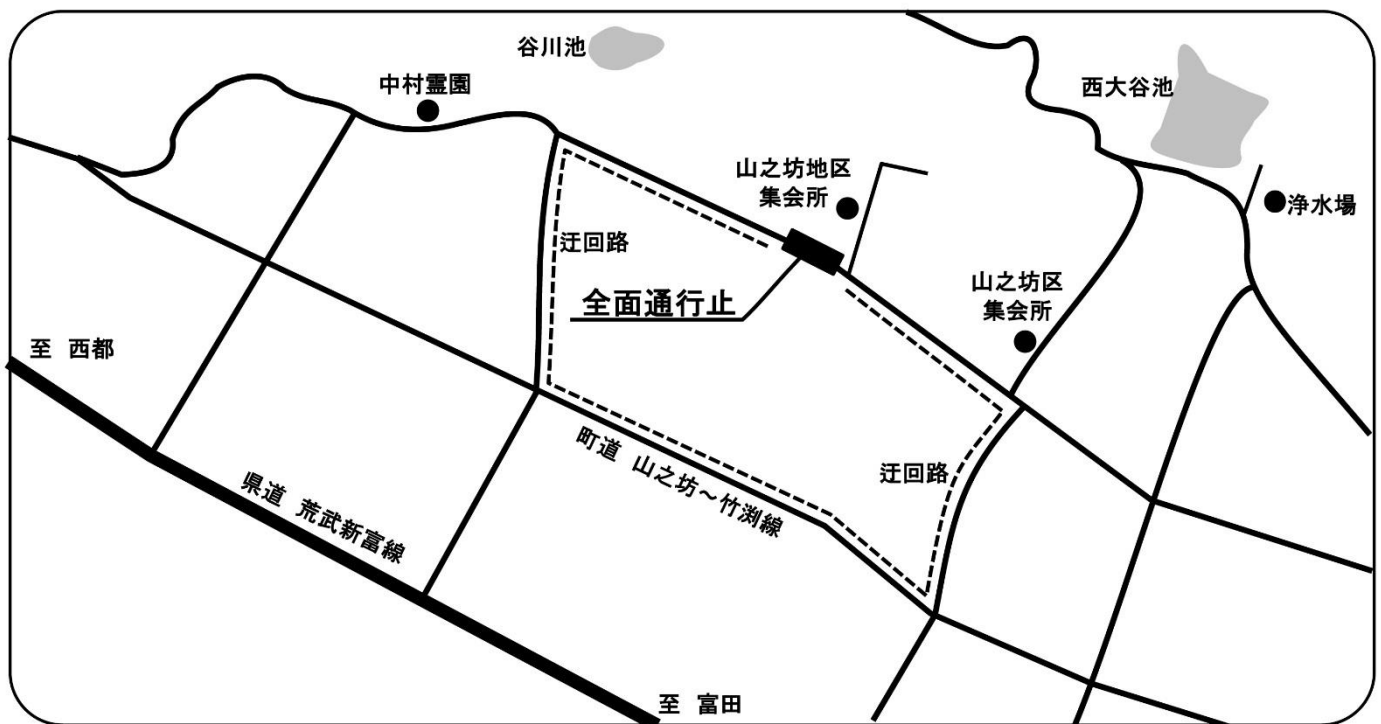 谷川池
中村霊園
西大谷池
山之坊地区
集会所
浄水場
迂回路
全面通行止
山之坊区
集会所
至 西都
町道 山之坊~竹渕線
迂回路
県道 荒武新富線
至 富田